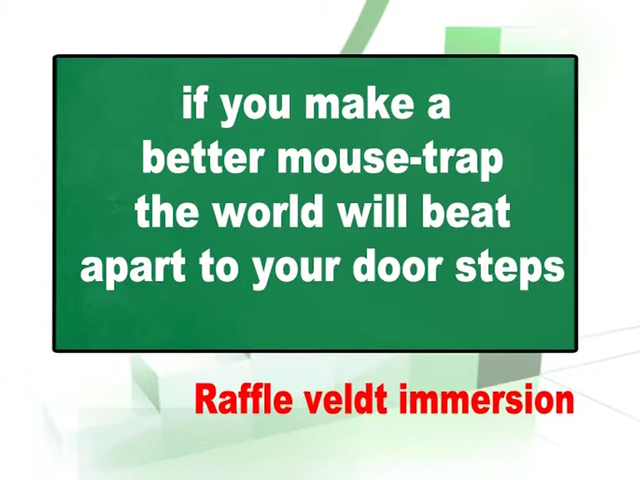 if you make a
better mouse-trap
the world will beat
apart to your door steps
Raffle veldt immersion